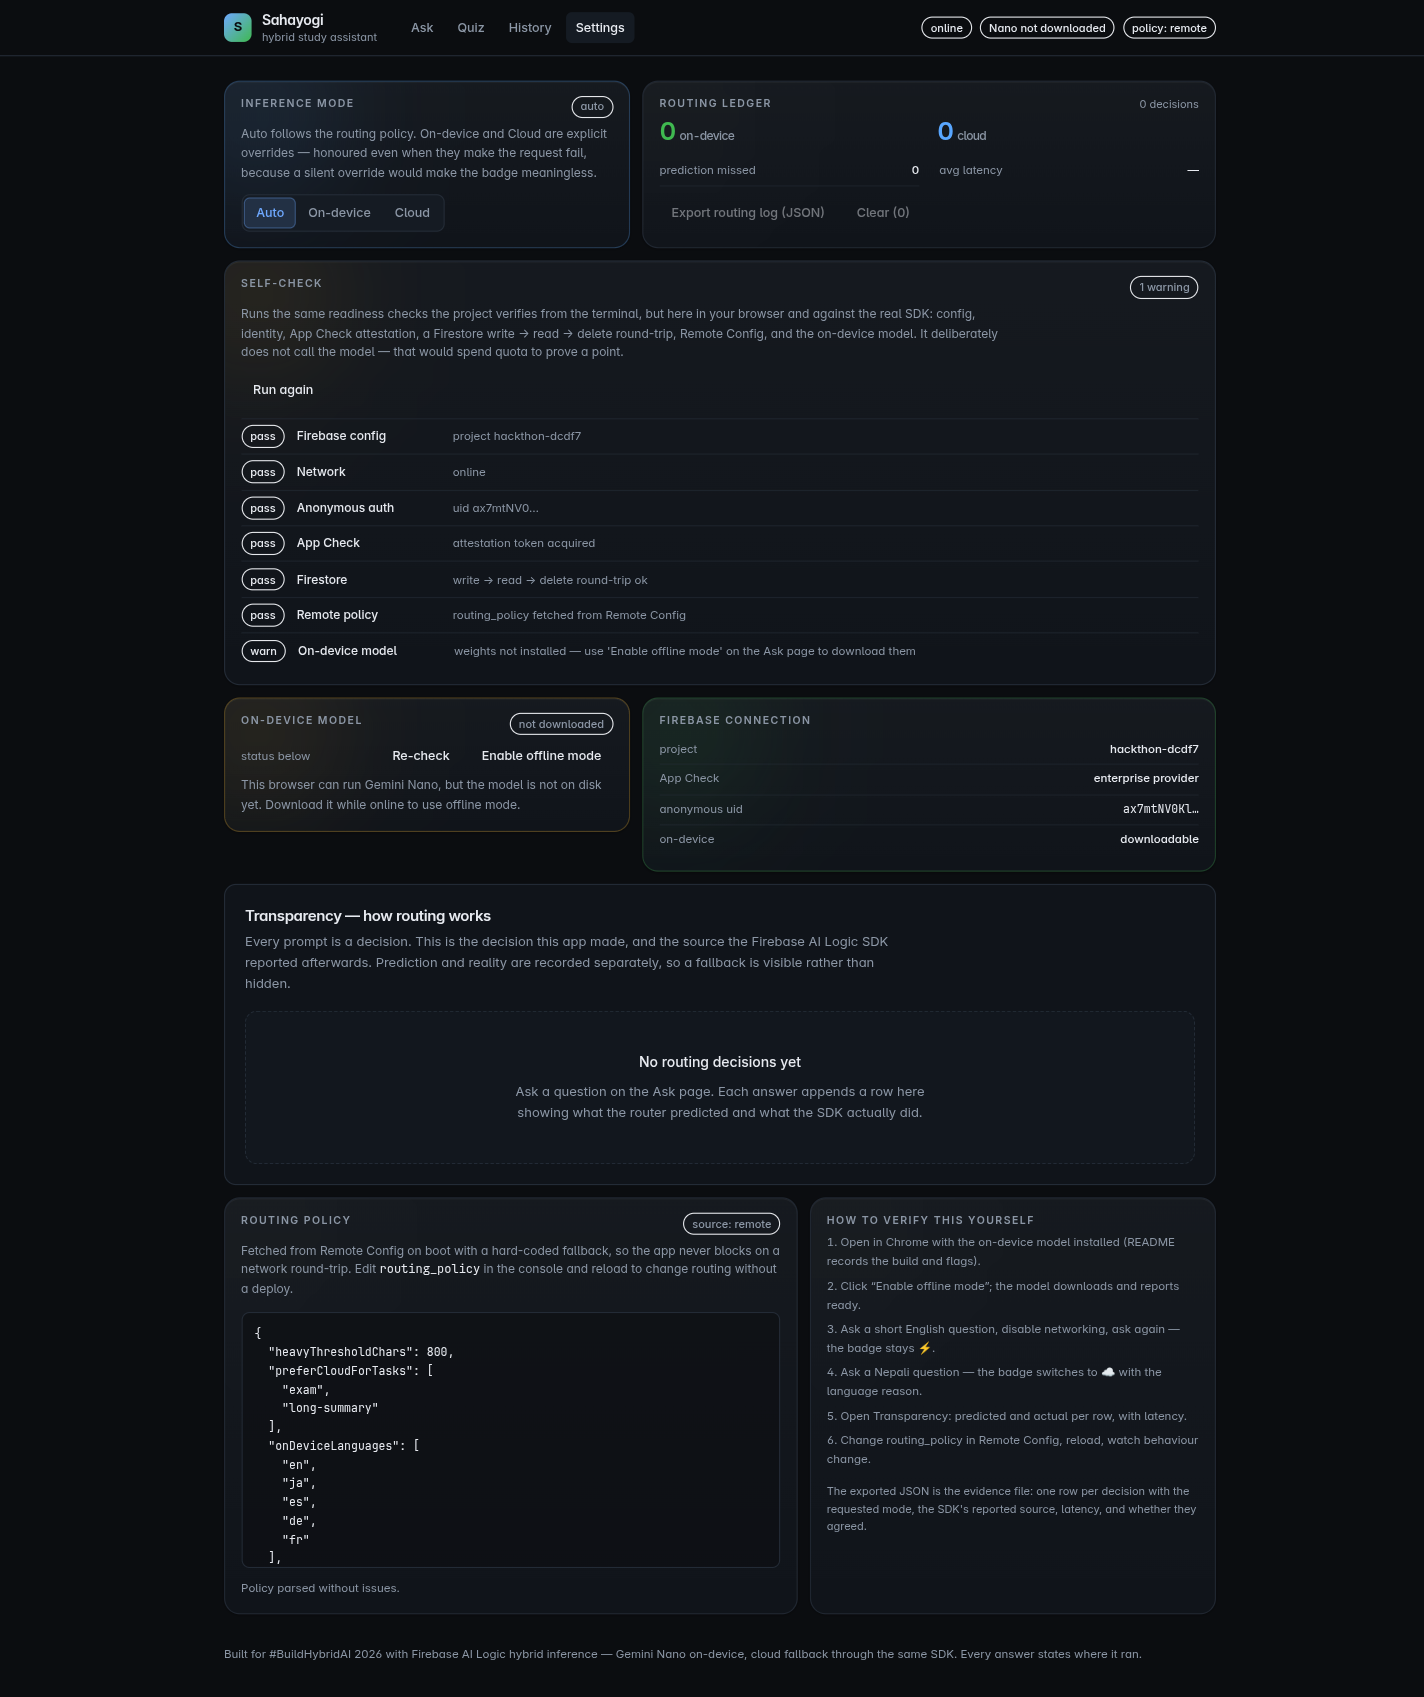 S
Sahayogi
hybrid study assistant
Ask
Quiz
History
Settings
online
Nano not downloaded
policy: remote
INFERENCE MODE
auto
Auto follows the routing policy. On-device and Cloud are explicit
overrides — honoured even when they make the request fail,
because a silent override would make the badge meaningless.
Auto
On-device
Cloud
ROUTING LEDGER
0 decisions
0 on-device
0 cloud
prediction missed
0
avg latency
—
Export routing log (JSON)
Clear (0)
SELF-CHECK
1 warning
Runs the same readiness checks the project verifies from the terminal, but here in your browser and against the real SDK: config,
identity, App Check attestation, a Firestore write → read → delete round-trip, Remote Config, and the on-device model. It deliberately
does not call the model — that would spend quota to prove a point.
Run again
pass Firebase config project hackthon-dcdf7
pass Network online
pass Anonymous auth uid ax7mtNV0…
pass App Check attestation token acquired
pass Firestore write → read → delete round-trip ok
pass Remote policy routing_policy fetched from Remote Config
warn On-device model weights not installed — use 'Enable offline mode' on the Ask page to download them
ON-DEVICE MODEL
not downloaded
status below
Re-check
Enable offline mode
This browser can run Gemini Nano, but the model is not on disk
yet. Download it while online to use offline mode.
FIREBASE CONNECTION
project hackthon-dcdf7
App Check enterprise provider
anonymous uid ax7mtNV0Kl…
on-device downloadable
Transparency — how routing works
Every prompt is a decision. This is the decision this app made, and the source the Firebase AI Logic SDK
reported afterwards. Prediction and reality are recorded separately, so a fallback is visible rather than
hidden.
No routing decisions yet
Ask a question on the Ask page. Each answer appends a row here
showing what the router predicted and what the SDK actually did.
ROUTING POLICY
source: remote
Fetched from Remote Config on boot with a hard-coded fallback, so the app never blocks on a
network round-trip. Edit routing_policy in the console and reload to change routing without
a deploy.
{
"heavyThresholdChars": 800,
"preferCloudForTasks": [
"exam",
"long-summary"
],
"onDeviceLanguages": [
"en",
"ja",
"es",
"de",
"fr"
],
Policy parsed without issues.
HOW TO VERIFY THIS YOURSELF
1. Open in Chrome with the on-device model installed (README
records the build and flags).
2. Click “Enable offline mode”; the model downloads and reports
ready.
3. Ask a short English question, disable networking, ask again —
the badge stays ⚡.
4. Ask a Nepali question — the badge switches to ☁️ with the
language reason.
5. Open Transparency: predicted and actual per row, with latency.
6. Change routing_policy in Remote Config, reload, watch behaviour
change.
The exported JSON is the evidence file: one row per decision with the
requested mode, the SDK's reported source, latency, and whether they
agreed.
Built for #BuildHybridAI 2026 with Firebase AI Logic hybrid inference — Gemini Nano on-device, cloud fallback through the same SDK. Every answer states where it ran.